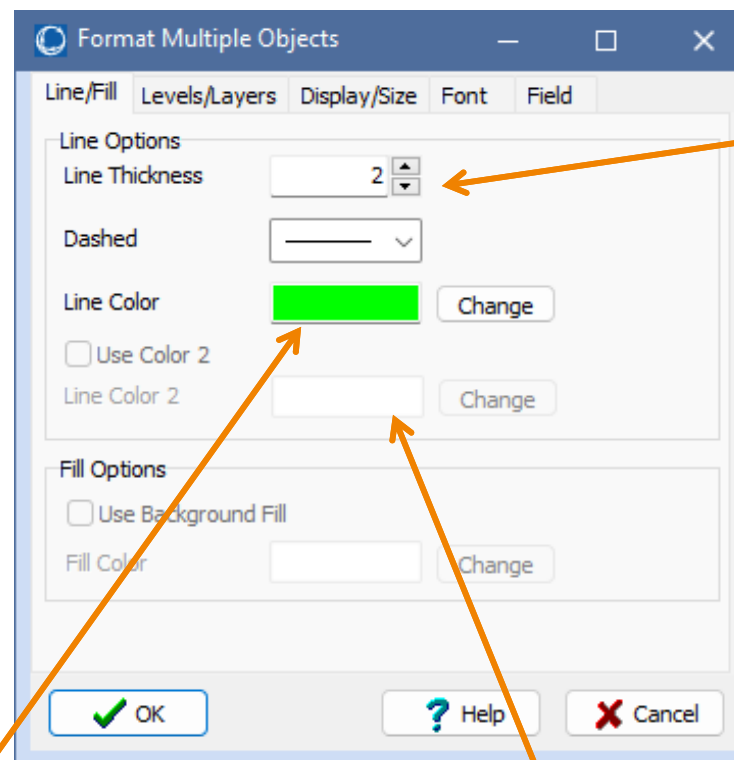 Format Multiple Objects
Line/Fill Levels/Layers Display/Size Font Field
Line Options
Line Thickness 2
Dashed
Line Color Change
Use Color 2
Line Color 2 Change
Fill Options
Use Background Fill
Fill Color Change
OK ? Help Cancel